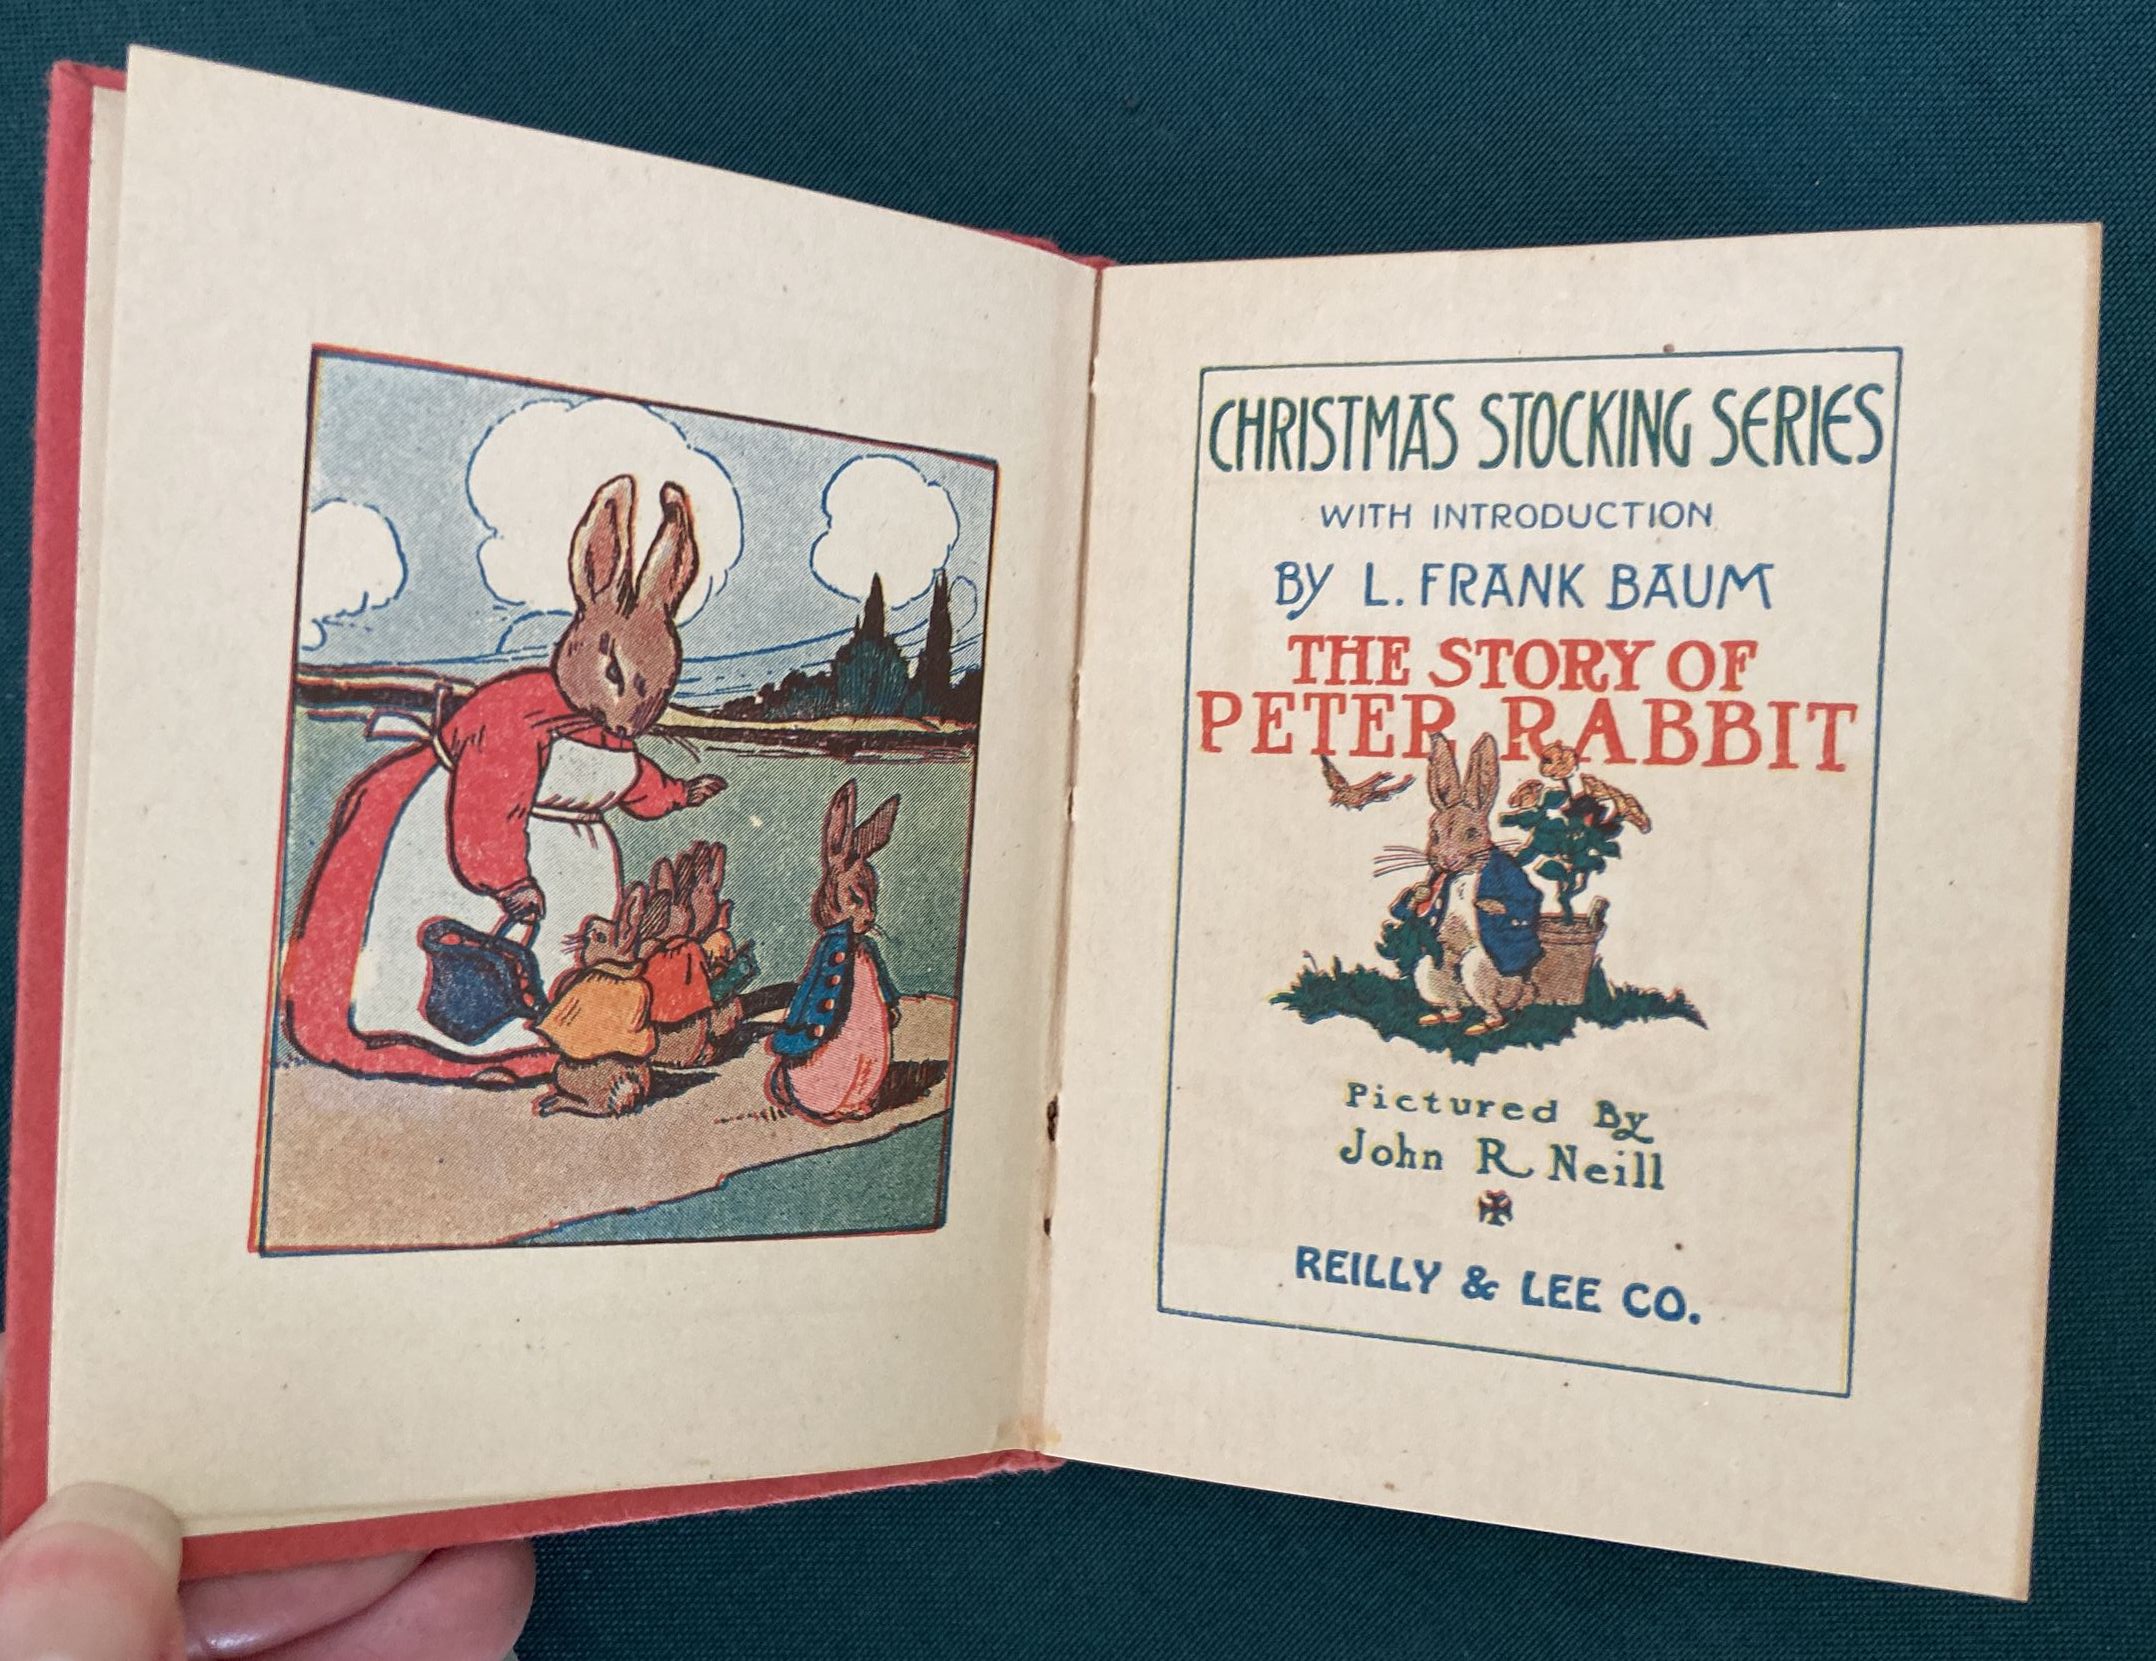 CHRISTMAS STOCKING SERIES
WITH INTRODUCTION
By L. FRANK BAUM
THE STORY OF
PETER RABBIT
Pictured By
John R. Neill
REILLY & LEE CO.